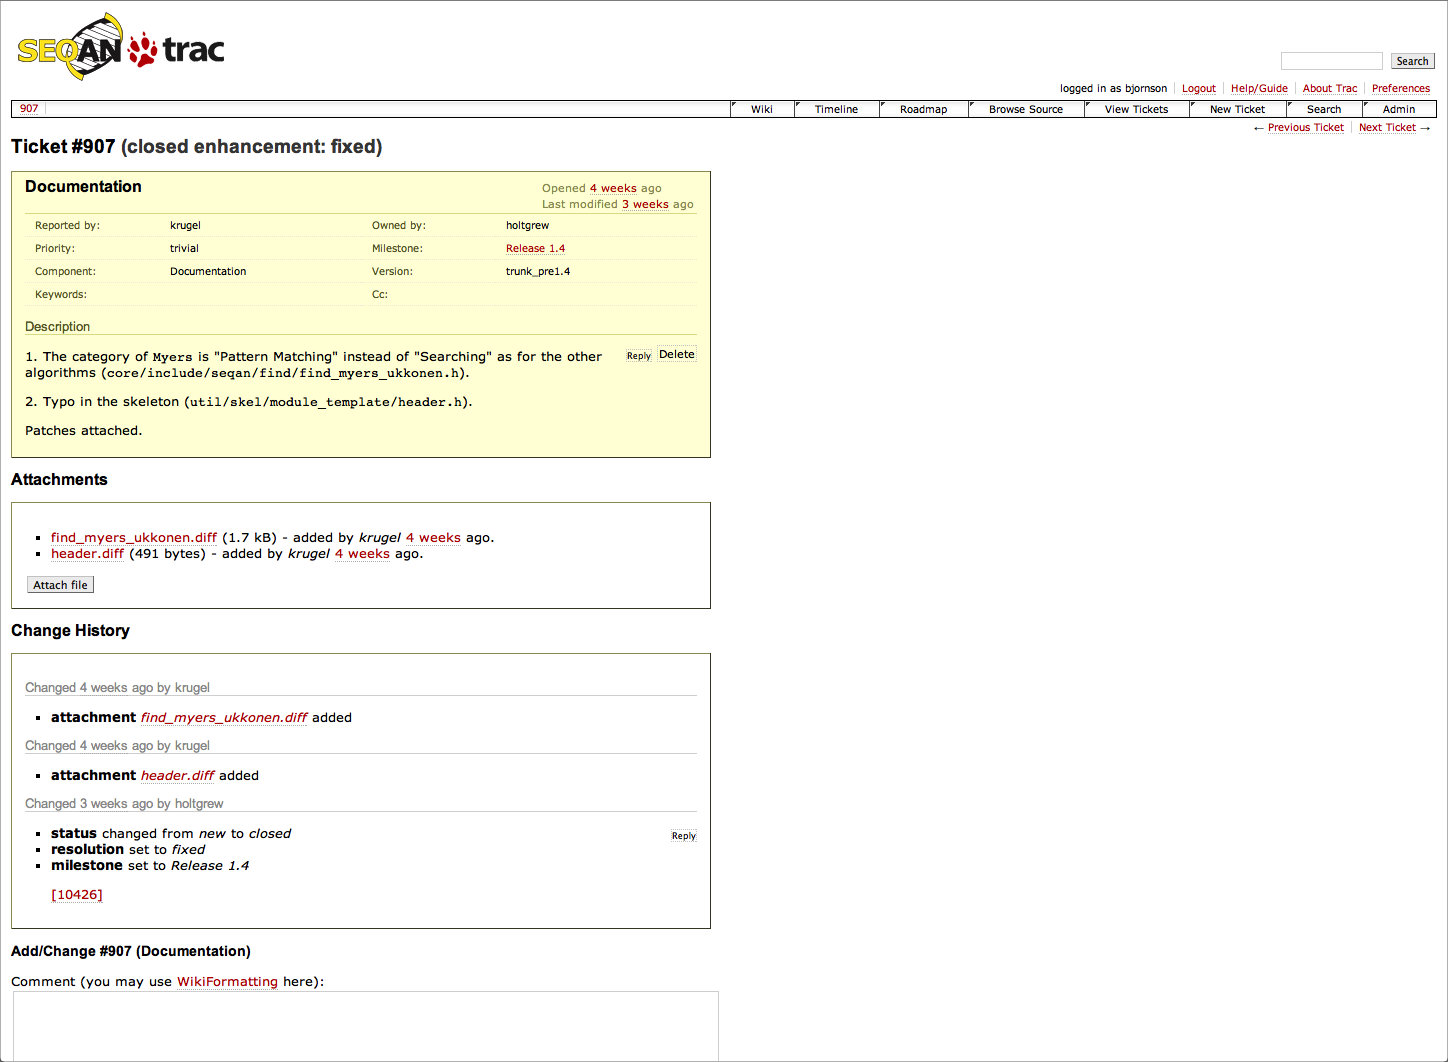 SEQAN trac
Search
logged in as bjornson Logout Help/Guide About Trac Preferences
907 Wiki Timeline Roadmap Browse Source View Tickets New Ticket Search Admin
← Previous Ticket Next Ticket →
Ticket #907 (closed enhancement: fixed)
Documentation
Opened 4 weeks ago
Last modified 3 weeks ago
Reported by: krugel Owned by: holtgrew
Priority: trivial Milestone: Release 1.4
Component: Documentation Version: trunk_pre1.4
Keywords: Cc:
Description
Reply Delete
1. The category of Myers is "Pattern Matching" instead of "Searching" as for the other
algorithms (core/include/seqan/find/find_myers_ukkonen.h).
2. Typo in the skeleton (util/skel/module_template/header.h).
Patches attached.
Attachments
find_myers_ukkonen.diff (1.7 kB) - added by krugel 4 weeks ago.
header.diff (491 bytes) - added by krugel 4 weeks ago.
Attach file
Change History
Changed 4 weeks ago by krugel
attachment find_myers_ukkonen.diff added
Changed 4 weeks ago by krugel
attachment header.diff added
Changed 3 weeks ago by holtgrew
Reply
status changed from new to closed
resolution set to fixed
milestone set to Release 1.4
[10426]
Add/Change #907 (Documentation)
Comment (you may use WikiFormatting here):